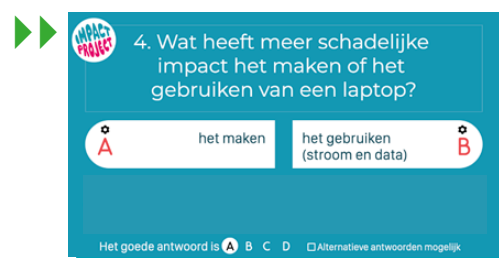 IMPACT
PROJECT
4. Wat heeft meer schadelijke
impact het maken of het
gebruiken van een laptop?
A
het maken
het gebruiken
(stroom en data)
B
Het goede antwoord is A B C D
Alternatieve antwoorden mogelijk